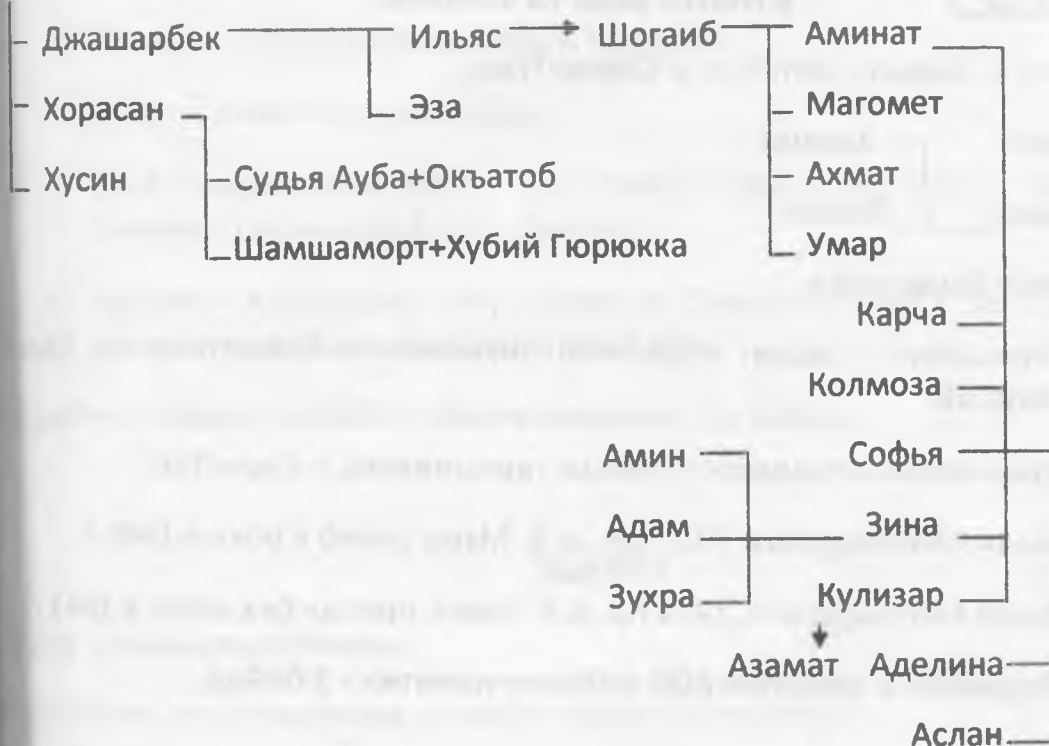 Джашарбек Ильяс Шогаиб Аминат
Хорасан Эза Магомет
Хусин Судья Ауба+Окъатоб Ахмат
Шамшаморт+Хубий Гюрюкка Умар
Карча
Колмоза
Амин Софья
Адам Зина
Зухра Кулизар
Азамат Аделина
Аслан